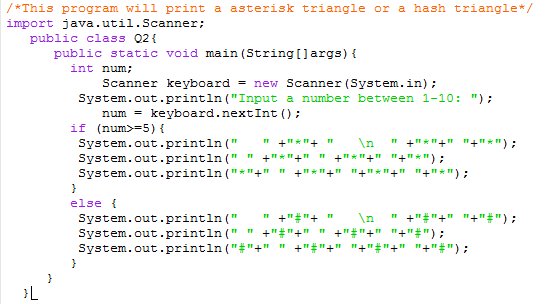 /*This program will print a asterisk triangle or a hash triangle*/
import java.util.Scanner;
   public class Q2{
      public static void main(String[]args){
        int num;
            Scanner keyboard = new Scanner(System.in);
         System.out.println("Input a number between 1-10: ");
            num = keyboard.nextInt();
        if (num>=5){
         System.out.println("   " +"*"+ "   \n  " +"*"+" "+"*");
         System.out.println(" " +"*"+" " +"*"+" "+"*");
         System.out.println("*"+" " +"*"+" "+"*"+" "+"*");
        }
        else {
         System.out.println("   " +"#"+ "   \n  " +"#"+" "+"#");
         System.out.println(" " +"#"+" " +"#"+" "+"#");
         System.out.println("#"+" " +"#"+" "+"#"+" "+"#");
        }
     }
  }